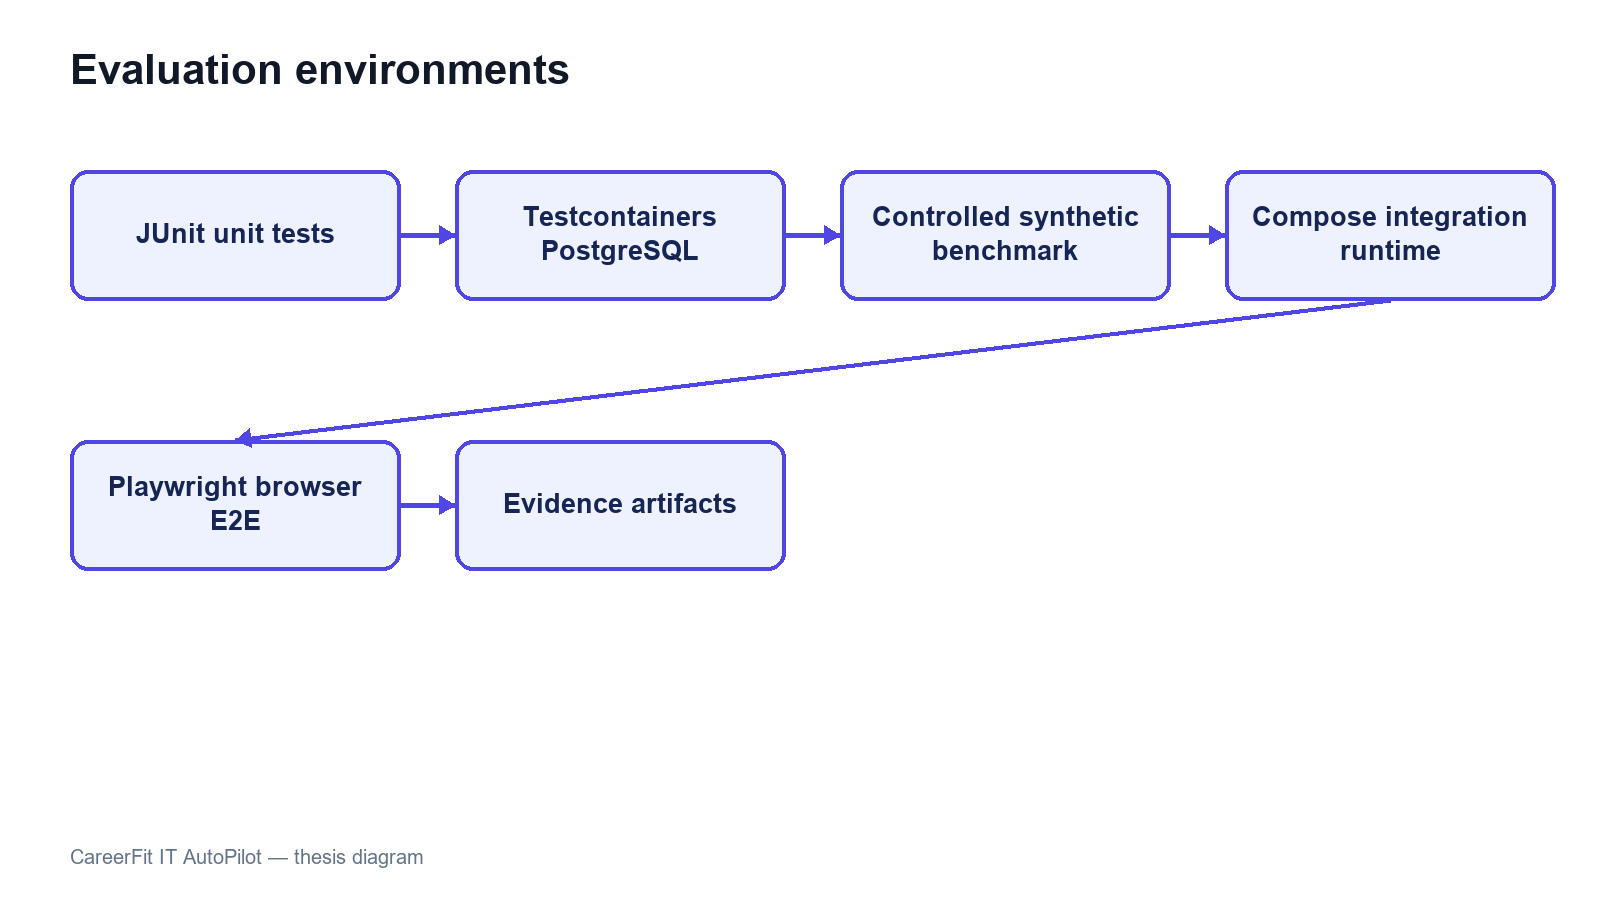 Evaluation environments
JUnit unit tests
Testcontainers
PostgreSQL
Controlled synthetic
benchmark
Compose integration
runtime
Playwright browser
E2E
Evidence artifacts
CareerFit IT AutoPilot — thesis diagram